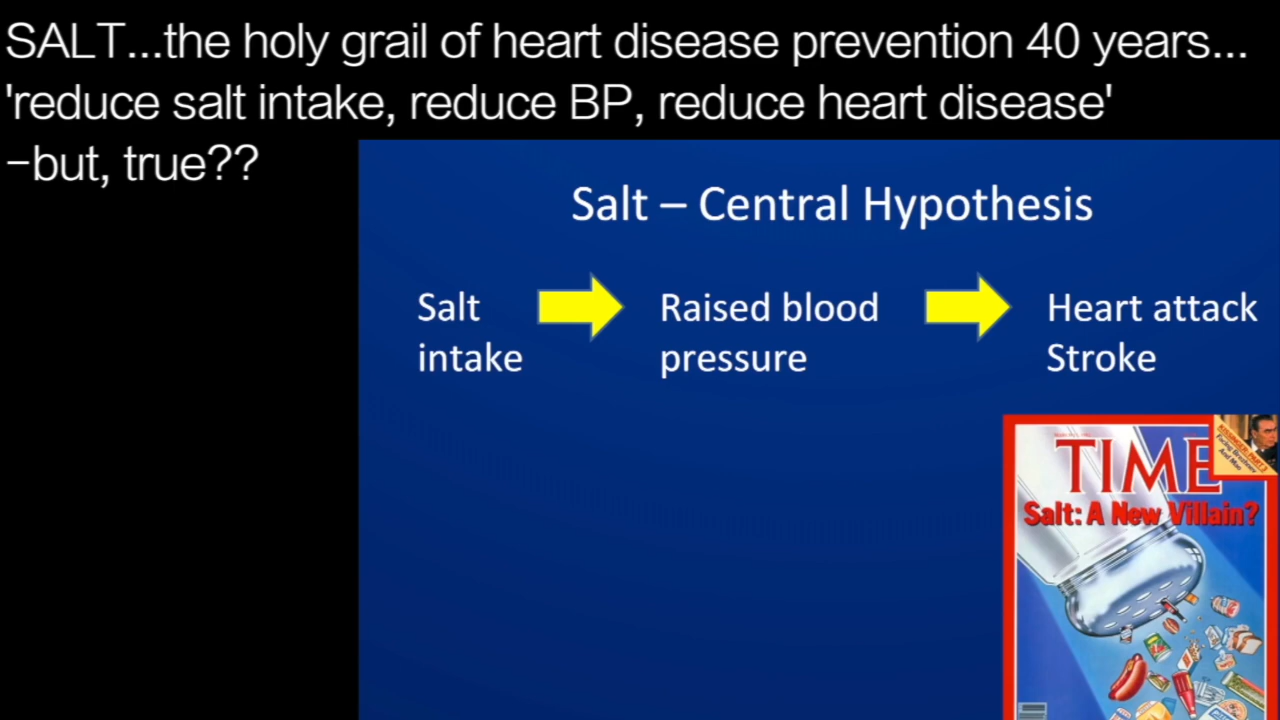 SALT...the holy grail of heart disease prevention 40 years...
'reduce salt intake, reduce BP, reduce heart disease'
–but, true??
Salt – Central Hypothesis
Salt
intake
Raised blood
pressure
Heart attack
Stroke
TIME
Salt: A New Villain?